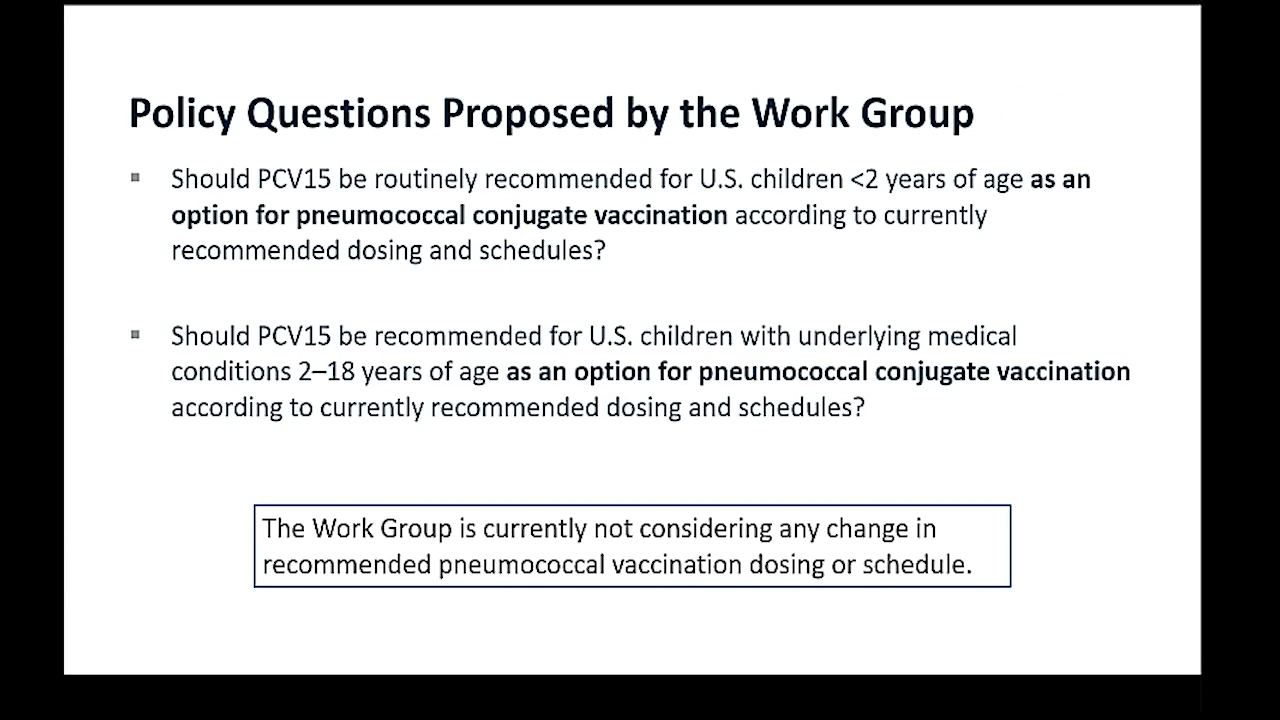 Policy Questions Proposed by the Work Group
Should PCV15 be routinely recommended for U.S. children <2 years of age as an
option for pneumococcal conjugate vaccination according to currently
recommended dosing and schedules?
Should PCV15 be recommended for U.S. children with underlying medical
conditions 2–18 years of age as an option for pneumococcal conjugate vaccination
according to currently recommended dosing and schedules?
The Work Group is currently not considering any change in
recommended pneumococcal vaccination dosing or schedule.